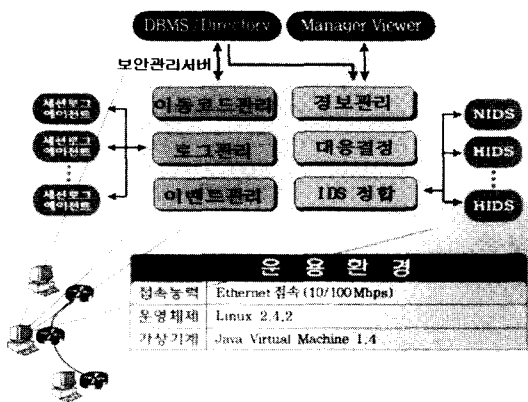 DBMS/Directory Manager Viewer
보안관리서버
이동코드관리 경보관리
세션로그
에이전트
NIDS
로그관리 대응결정
세션로그
에이전트
HIDS
이벤트관리 IDS 정합
세션로그
에이전트
HIDS
운 용 환 경
접속능력 Ethernet 접속 (10/100Mbps)
운영체제 Linux 2.4.2
가상기계 Java Virtual Machine 1.4